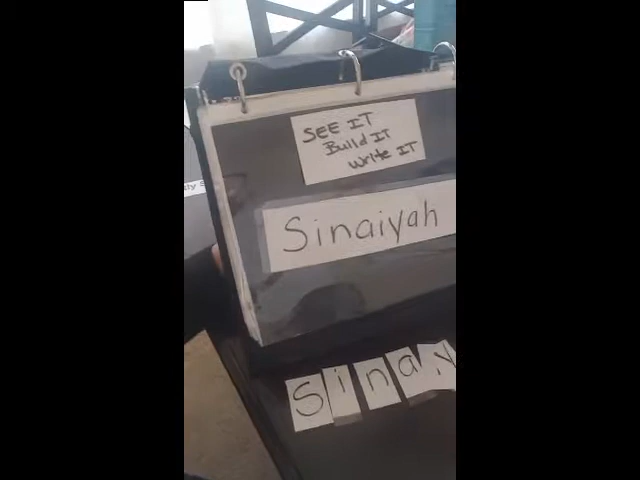 SEE IT
Build IT
Write IT
Sinaiyah
S i n a y